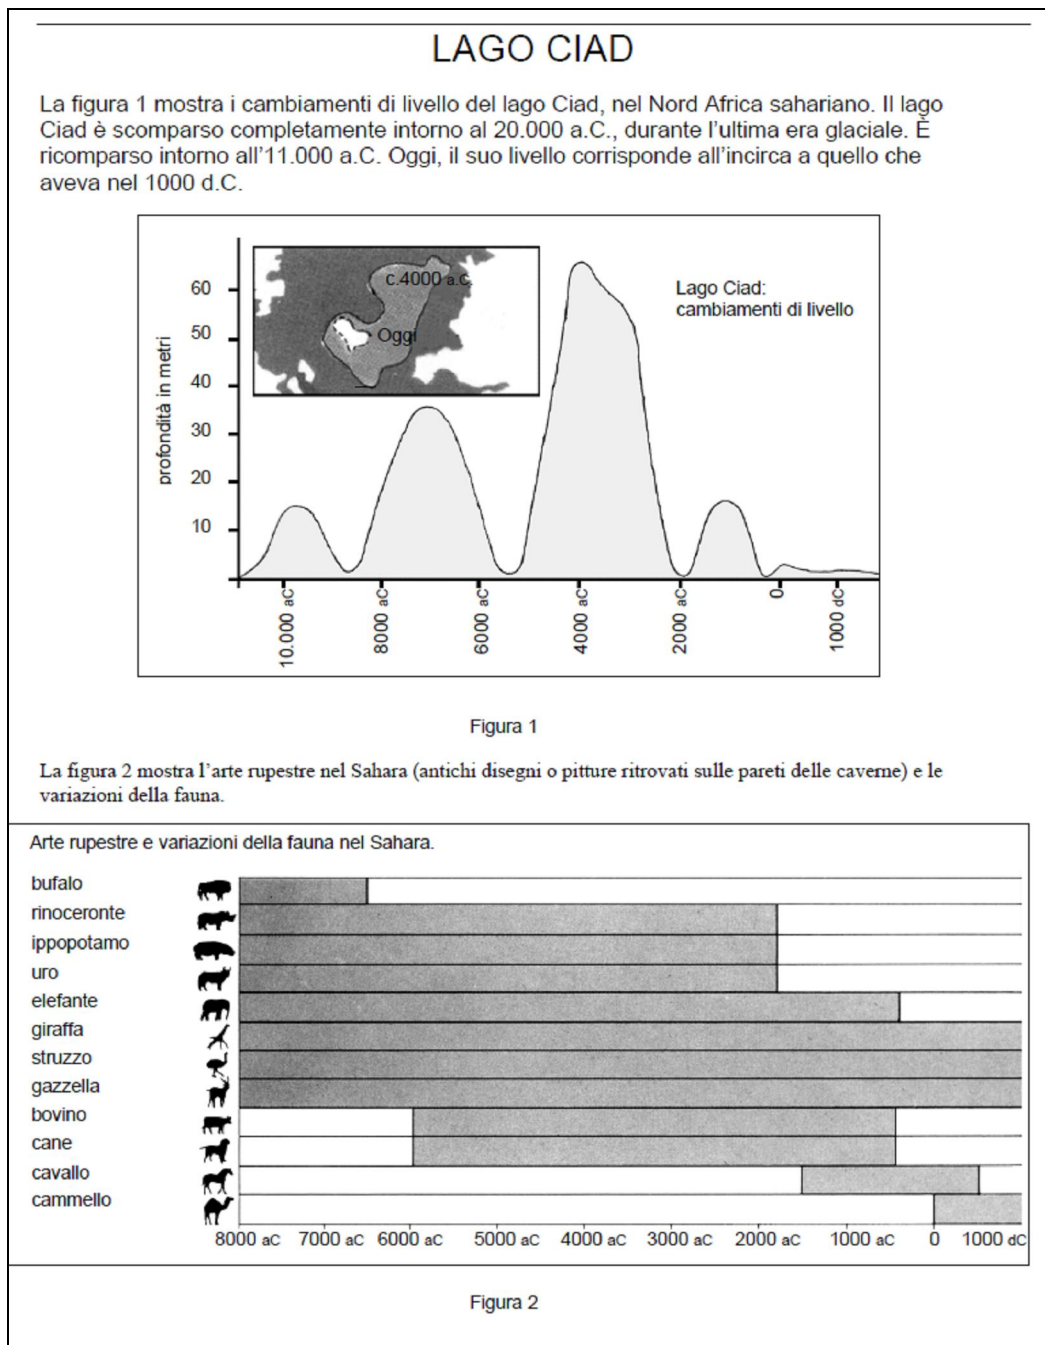 LAGO CIAD
La figura 1 mostra i cambiamenti di livello del lago Ciad, nel Nord Africa sahariano. Il lago
Ciad è scomparso completamente intorno al 20.000 a.C., durante l'ultima era glaciale. È
ricomparso intorno all'11.000 a.C. Oggi, il suo livello corrisponde all'incirca a quello che
aveva nel 1000 d.C.
c.4000 a.C.
Oggi
Lago Ciad:
cambiamenti di livello
profondità in metri
60
50
40
30
20
10
10.000 aC
8000 aC
6000 aC
4000 aC
2000 aC
0
1000 dC
Figura 1
La figura 2 mostra l'arte rupestre nel Sahara (antichi disegni o pitture ritrovati sulle pareti delle caverne) e le
variazioni della fauna.
Arte rupestre e variazioni della fauna nel Sahara.
bufalo
rinoceronte
ippopotamo
uro
elefante
giraffa
struzzo
gazzella
bovino
cane
cavallo
cammello
8000 aC 7000 aC 6000 aC 5000 aC 4000 aC 3000 aC 2000 aC 1000 aC 0 1000 dC
Figura 2